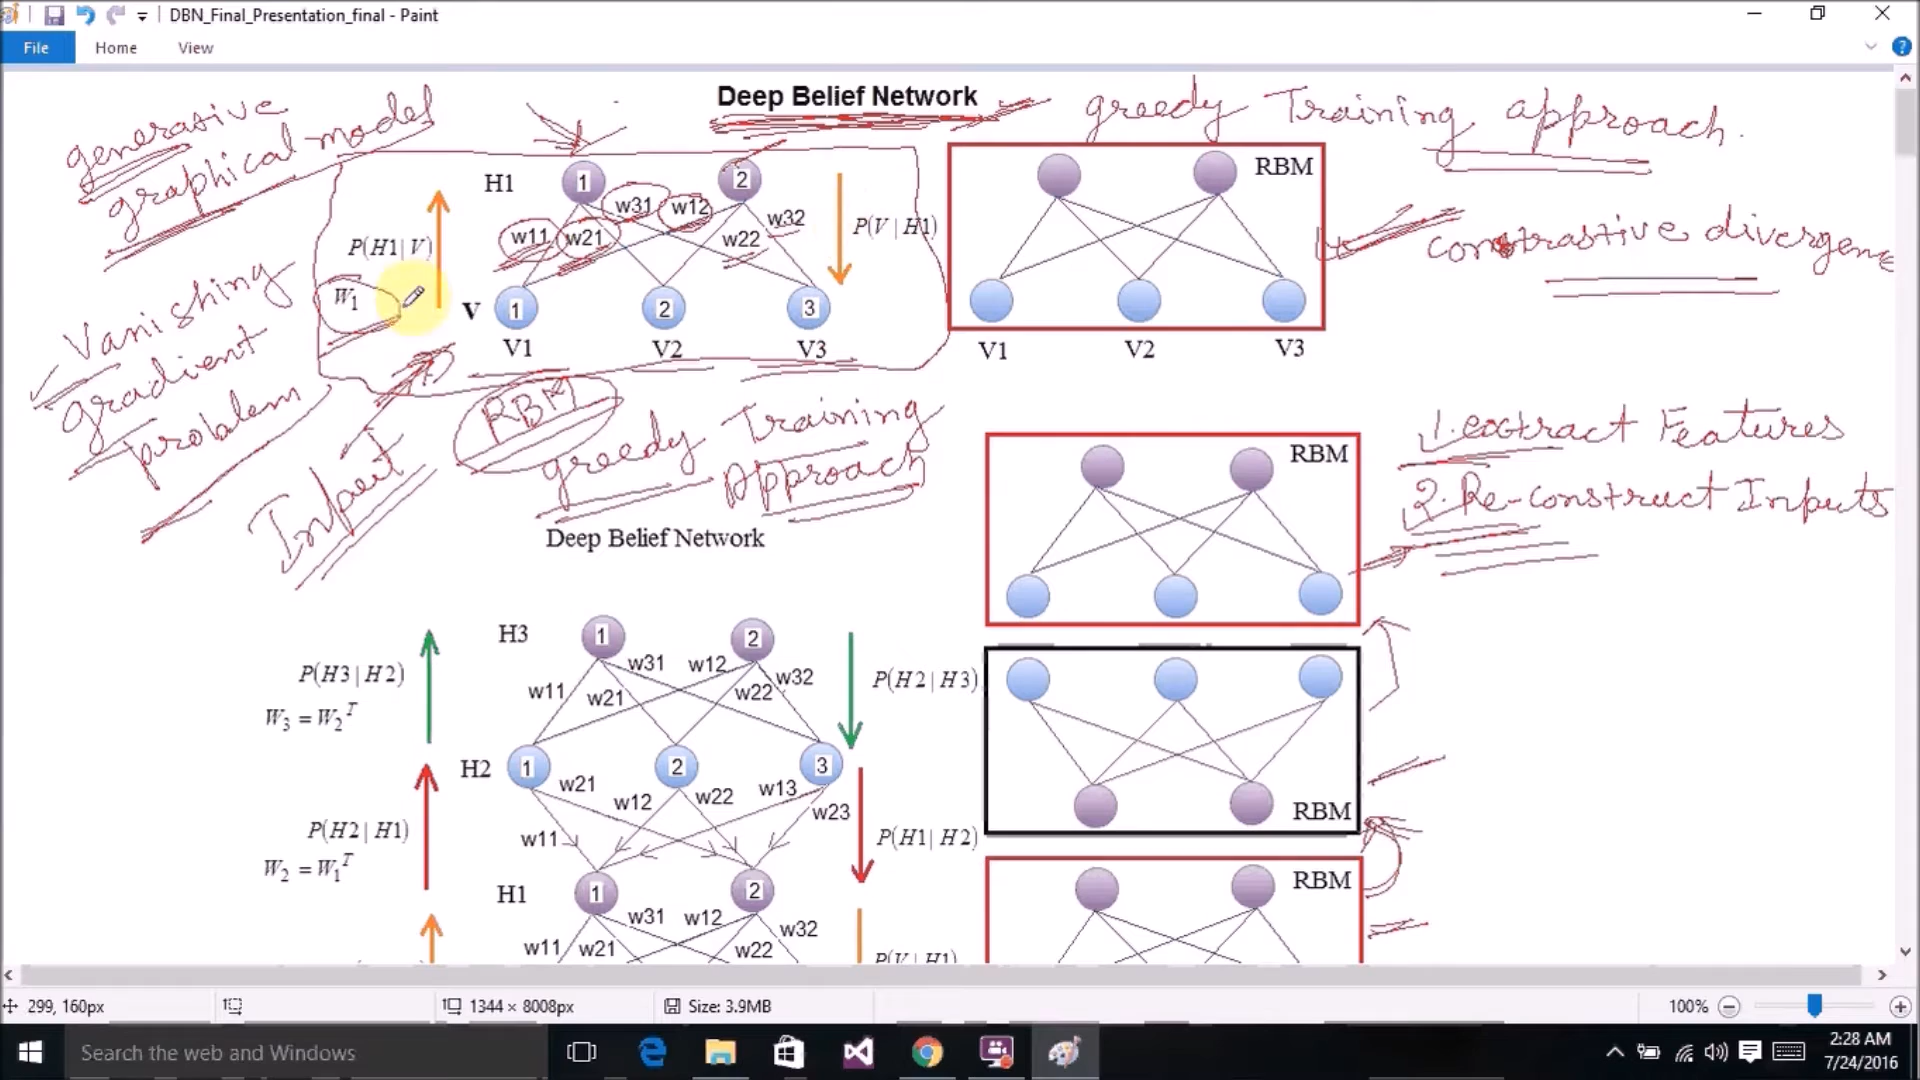 DBN_Final_Presentation_final - Paint
File Home View
Deep Belief Network
greedy Training approach.
generative
graphical model
H1 1 2 RBM
w31 w12
w11 w21 w22 w32
P(H1 | V) P(V | H1)
constrastive divergenc
W1
V 1 2 3
V1 V2 V3 V1 V2 V3
Vanishing
gradient
problem
RBM
greedy Training
Approach
Input
1. extract Features
2. Re-construct Inputs
RBM
Deep Belief Network
H3 1 2
w31 w12
w11 w21 w22 w32
P(H3 | H2) P(H2 | H3)
W3 = W2^T
H2 1 2 3
w21 w12 w22 w13
w11 w23
RBM
P(H2 | H1) P(H1 | H2)
W2 = W1^T
H1 1 2 RBM
w31 w12 w32
w11 w21 w22
P(V | H1)
299, 160px 1344 × 8008px Size: 3.9MB 100%
Search the web and Windows
2:28 AM
7/24/2016